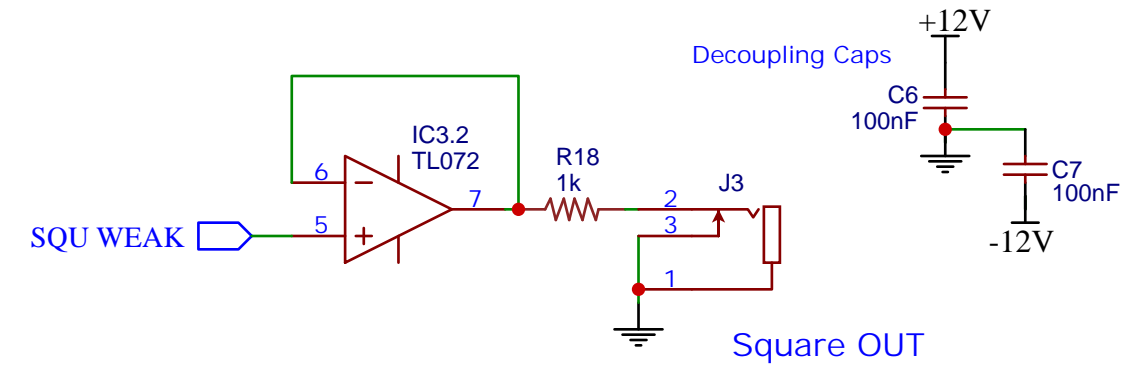 +12V
Decoupling Caps
C6
100nF
IC3.2
TL072
R18
1k
J3
C7
100nF
6
7
2
SQU WEAK
5
3
-12V
1
Square OUT